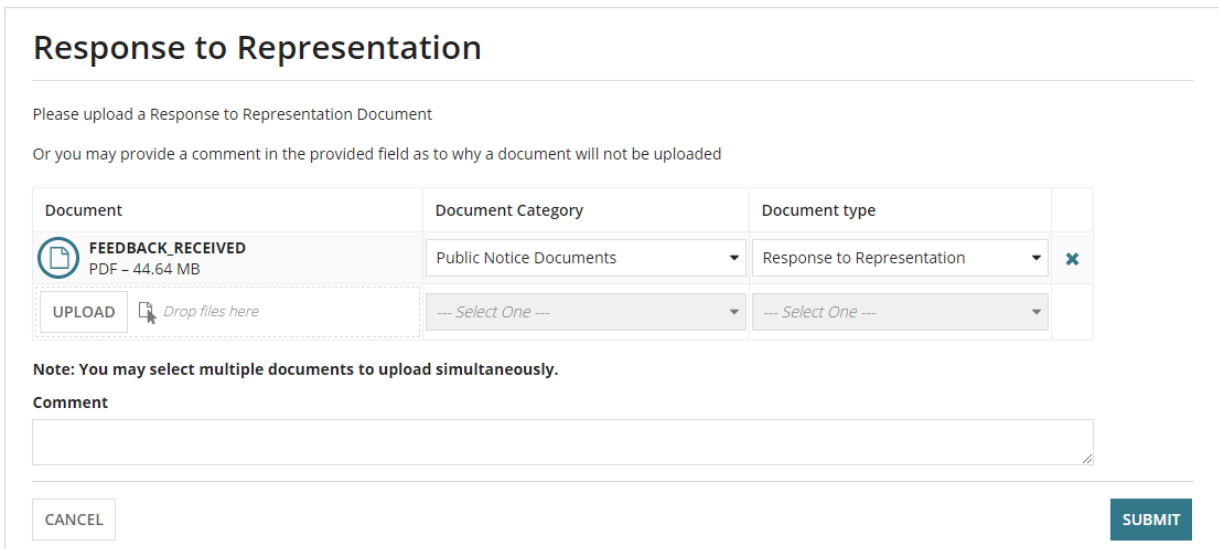 Response to Representation
Please upload a Response to Representation Document
Or you may provide a comment in the provided field as to why a document will not be uploaded
Document Document Category Document type
FEEDBACK_RECEIVED
PDF – 44.64 MB
Public Notice Documents
Response to Representation
UPLOAD Drop files here --- Select One --- --- Select One ---
Note: You may select multiple documents to upload simultaneously.
Comment
CANCEL SUBMIT